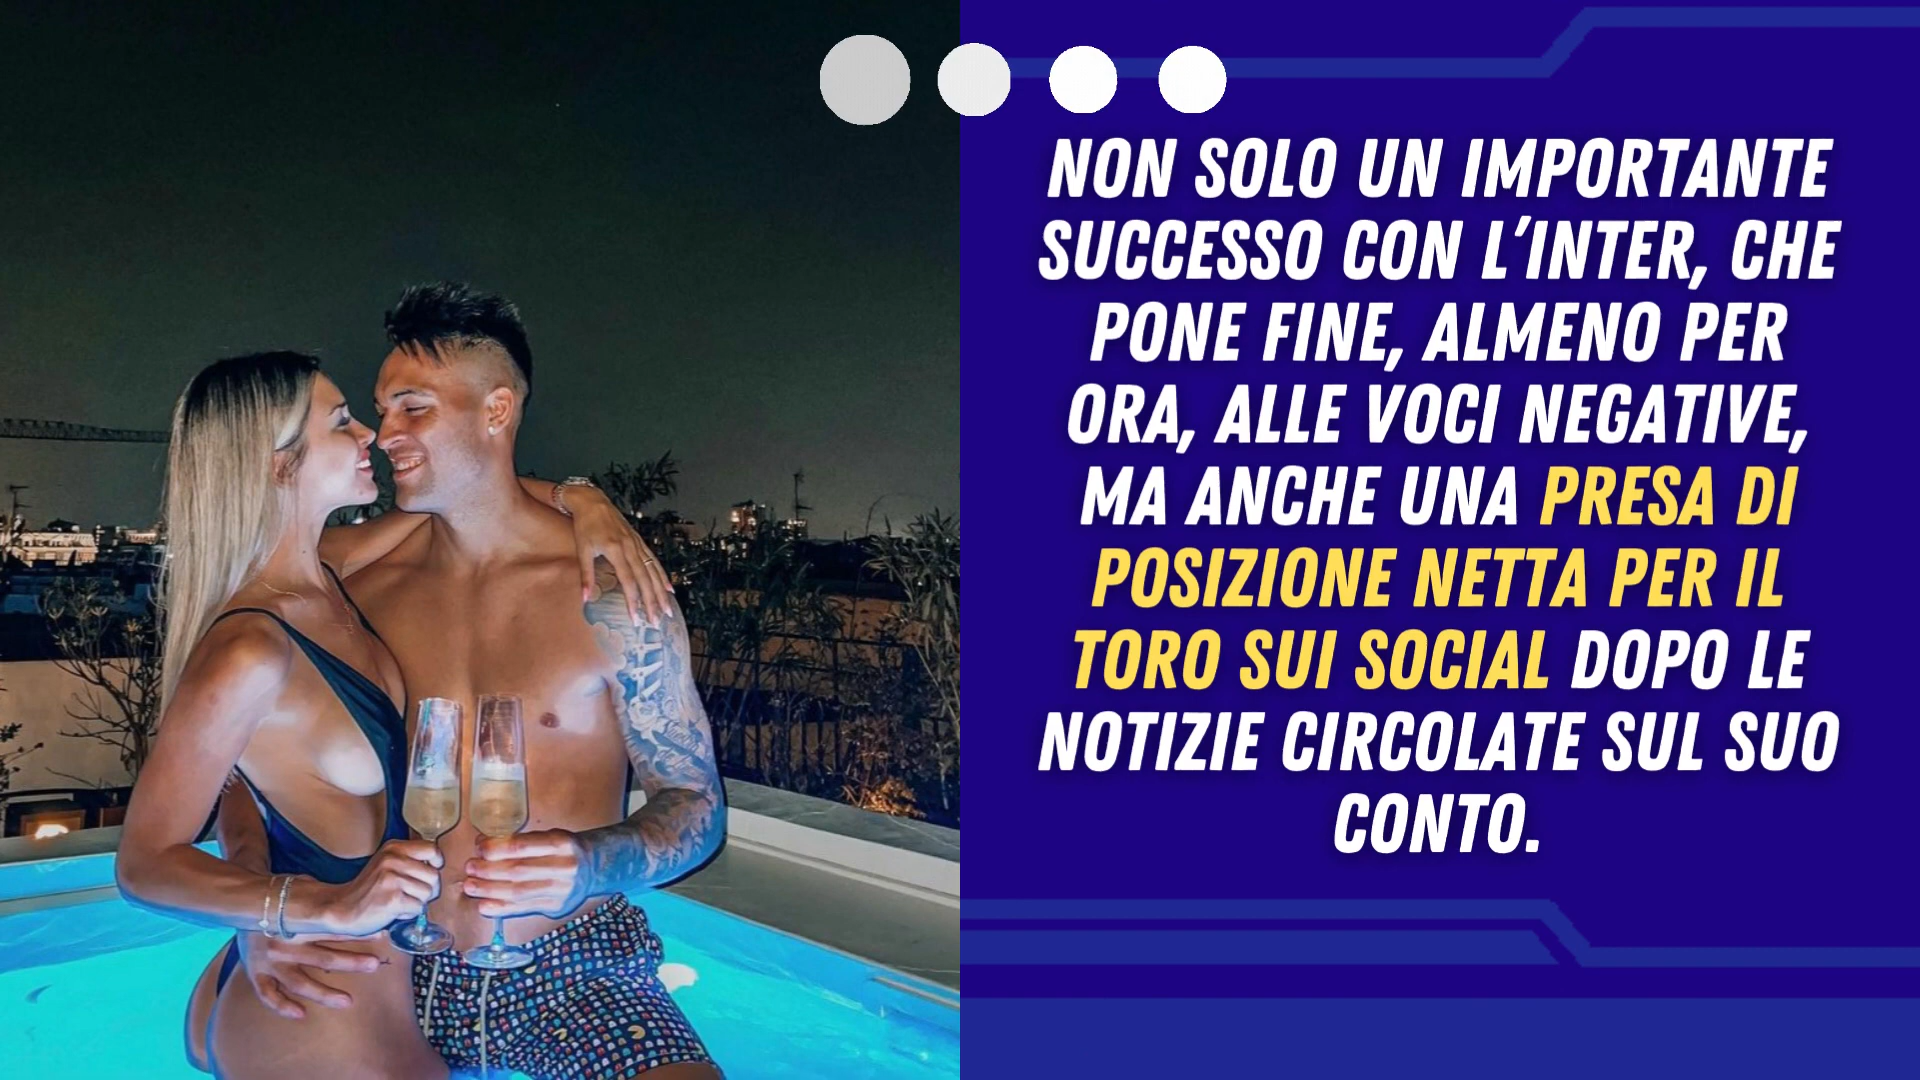 NON SOLO UN IMPORTANTE
SUCCESSO CON L'INTER, CHE
PONE FINE, ALMENO PER
ORA, ALLE VOCI NEGATIVE,
MA ANCHE UNA PRESA DI
POSIZIONE NETTA PER IL
TORO SUI SOCIAL DOPO LE
NOTIZIE CIRCOLATE SUL SUO
CONTO.